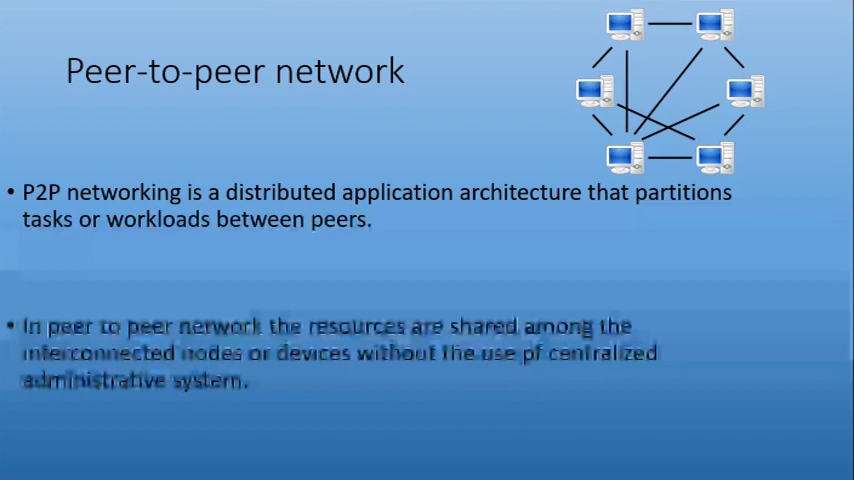 Peer-to-peer network
• P2P networking is a distributed application architecture that partitions
tasks or workloads between peers.
• In peer to peer network the resources are shared among the
interconnected nodes or devices without the use pf centralized
administrative system.